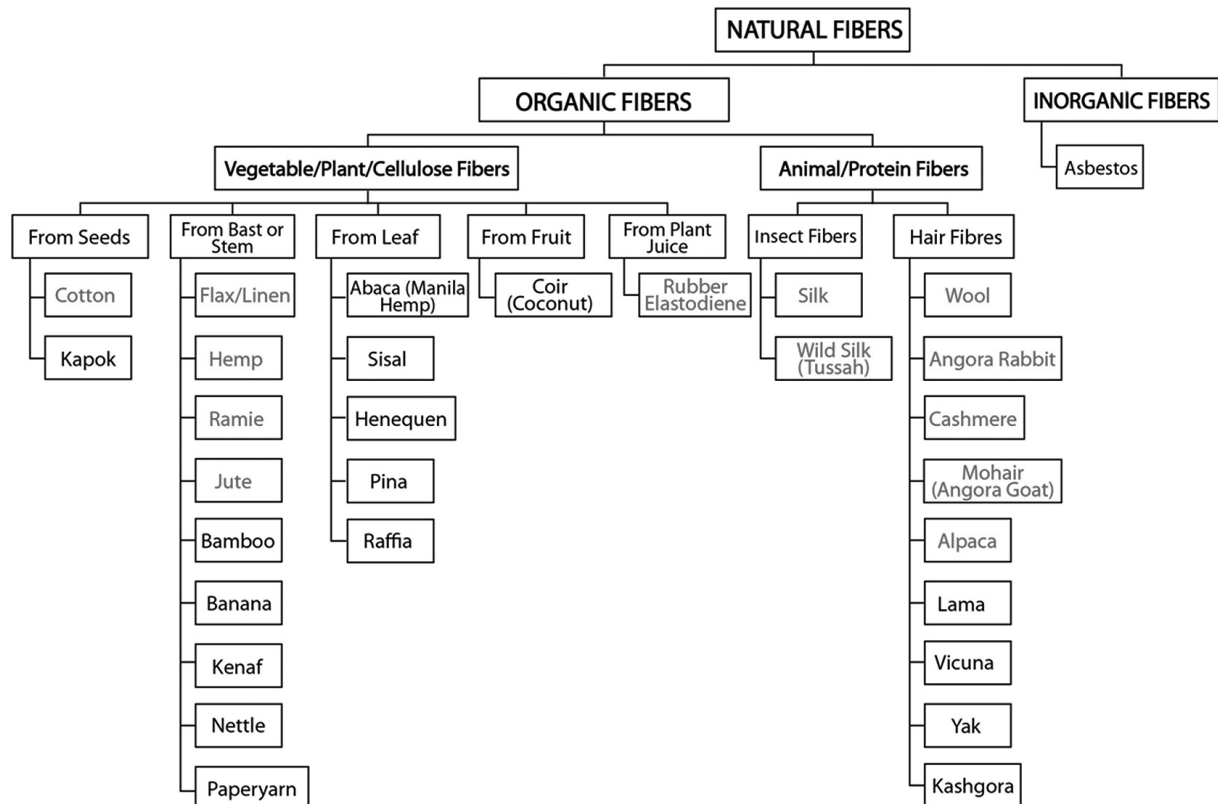 NATURAL FIBERS
ORGANIC FIBERS
INORGANIC FIBERS
Vegetable/Plant/Cellulose Fibers
Animal/Protein Fibers
Asbestos
From Seeds
From Bast or
Stem
From Leaf
From Fruit
From Plant
Juice
Insect Fibers
Hair Fibres
Cotton
Kapok
Flax/Linen
Hemp
Ramie
Jute
Bamboo
Banana
Kenaf
Nettle
Paperyarn
Abaca (Manila
Hemp)
Sisal
Henequen
Pina
Raffia
Coir
(Coconut)
Rubber
Elastodiene
Silk
Wild Silk
(Tussah)
Wool
Angora Rabbit
Cashmere
Mohair
(Angora Goat)
Alpaca
Lama
Vicuna
Yak
Kashgora